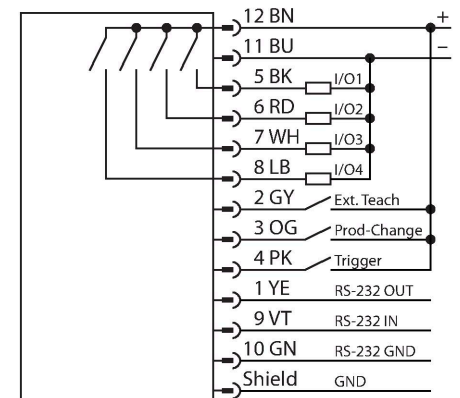 12 BN +
11 BU −
5 BK I/O1
6 RD I/O2
7 WH I/O3
8 LB I/O4
2 GY Ext. Teach
3 OG Prod-Change
4 PK Trigger
1 YE RS-232 OUT
9 VT RS-232 IN
10 GN RS-232 GND
Shield GND